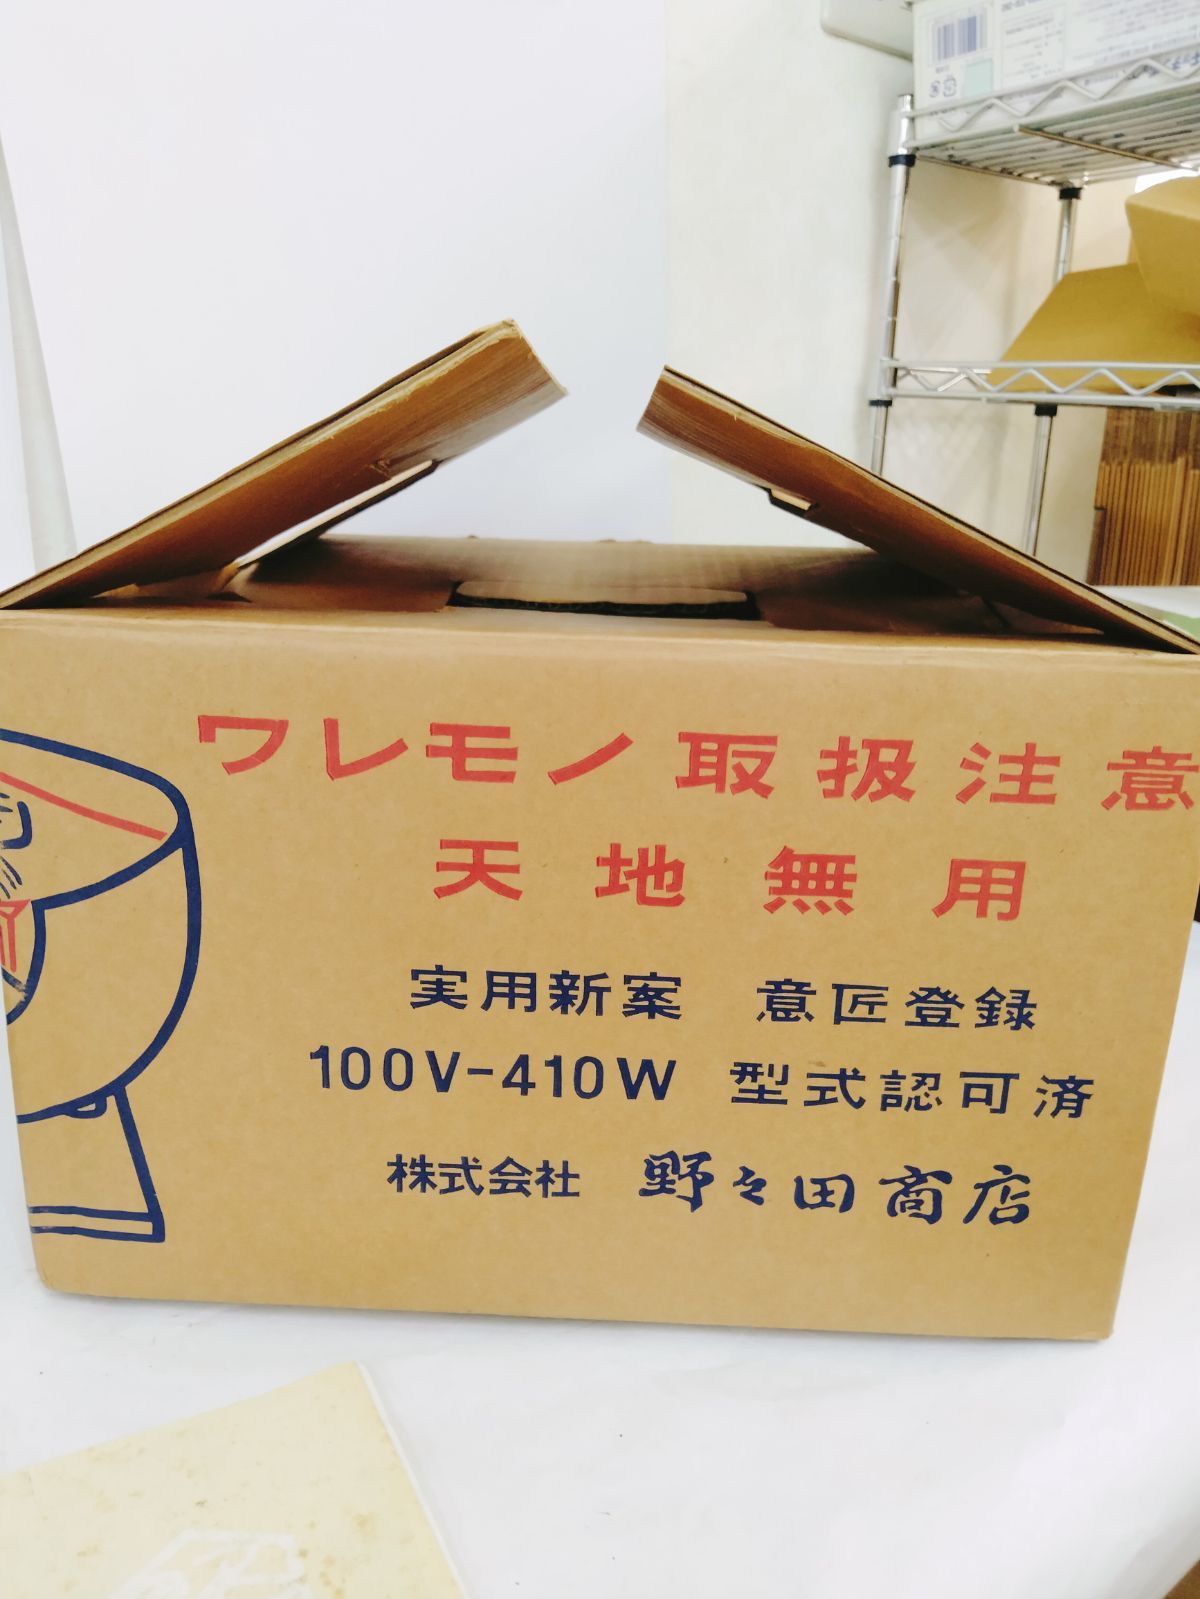 ワレモノ取扱注意
天地無用
実用新案 意匠登録
100V-410W 型式認可済
株式会社 野々田商店